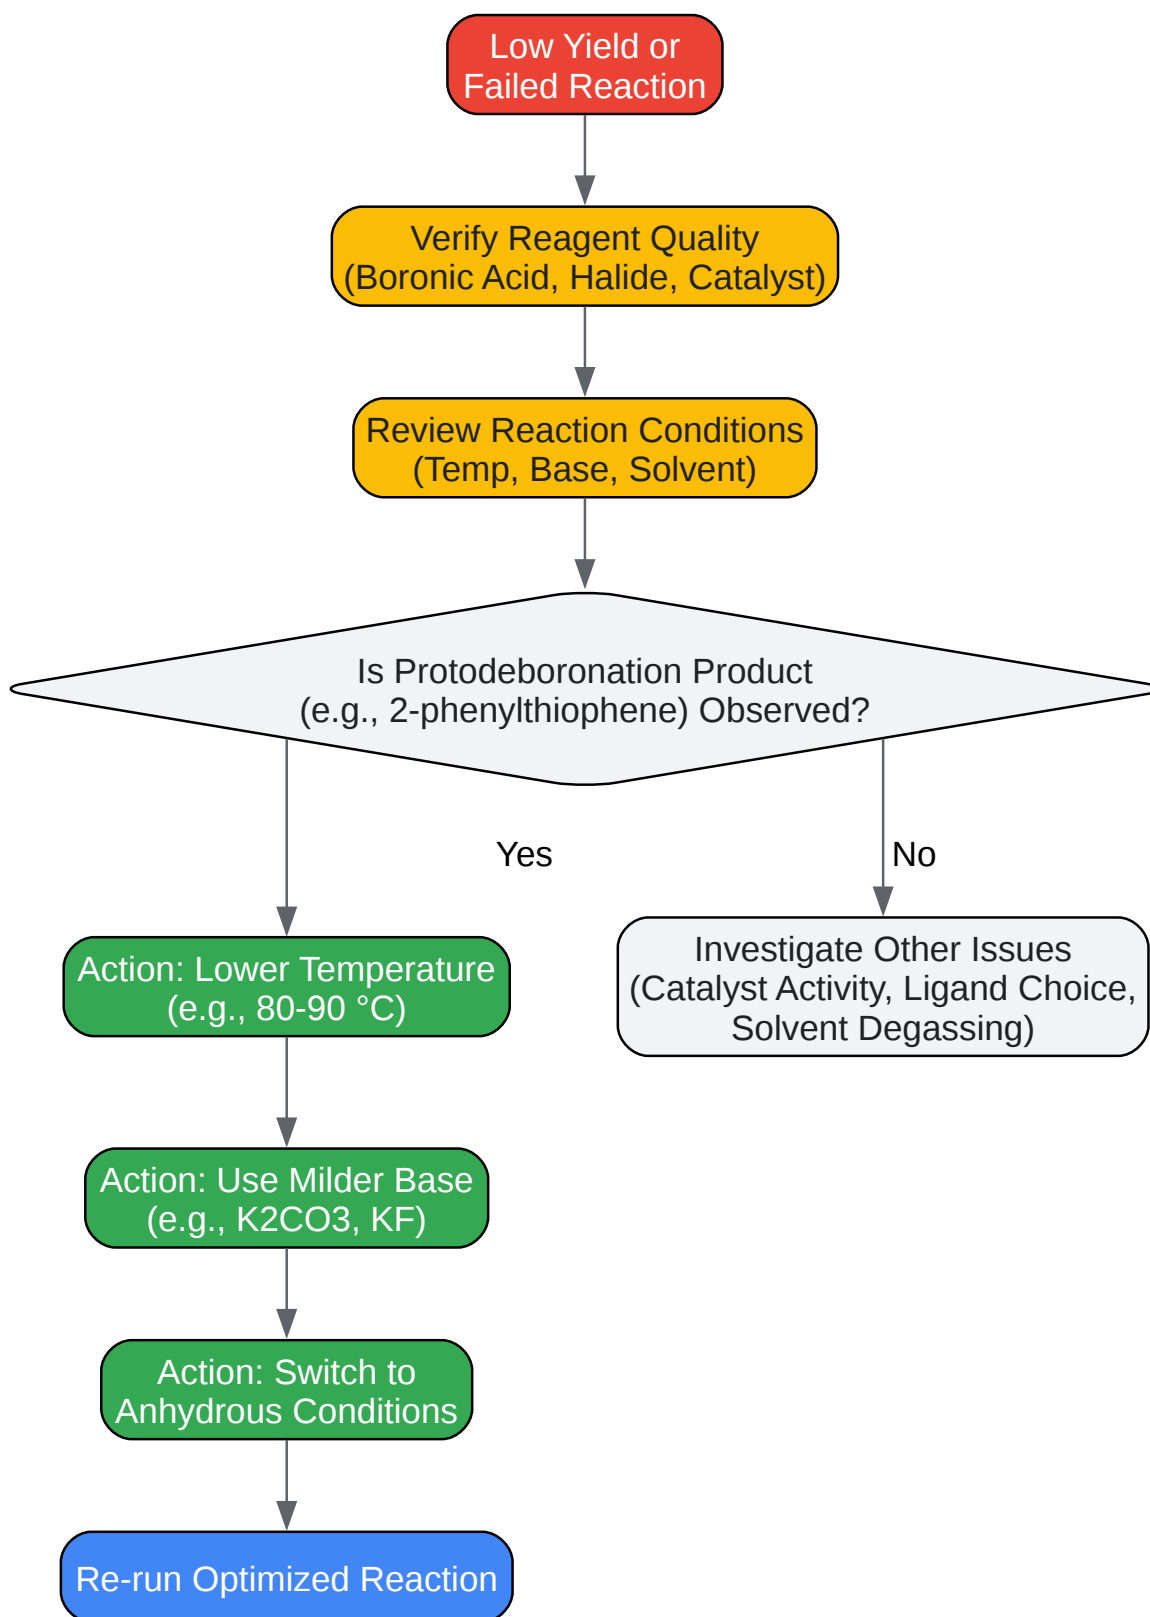 Low Yield or
Failed Reaction
Verify Reagent Quality
(Boronic Acid, Halide, Catalyst)
Review Reaction Conditions
(Temp, Base, Solvent)
Is Protodeboronation Product
(e.g., 2-phenylthiophene) Observed?
Yes
No
Action: Lower Temperature
(e.g., 80-90 °C)
Investigate Other Issues
(Catalyst Activity, Ligand Choice,
Solvent Degassing)
Action: Use Milder Base
(e.g., K2CO3, KF)
Action: Switch to
Anhydrous Conditions
Re-run Optimized Reaction